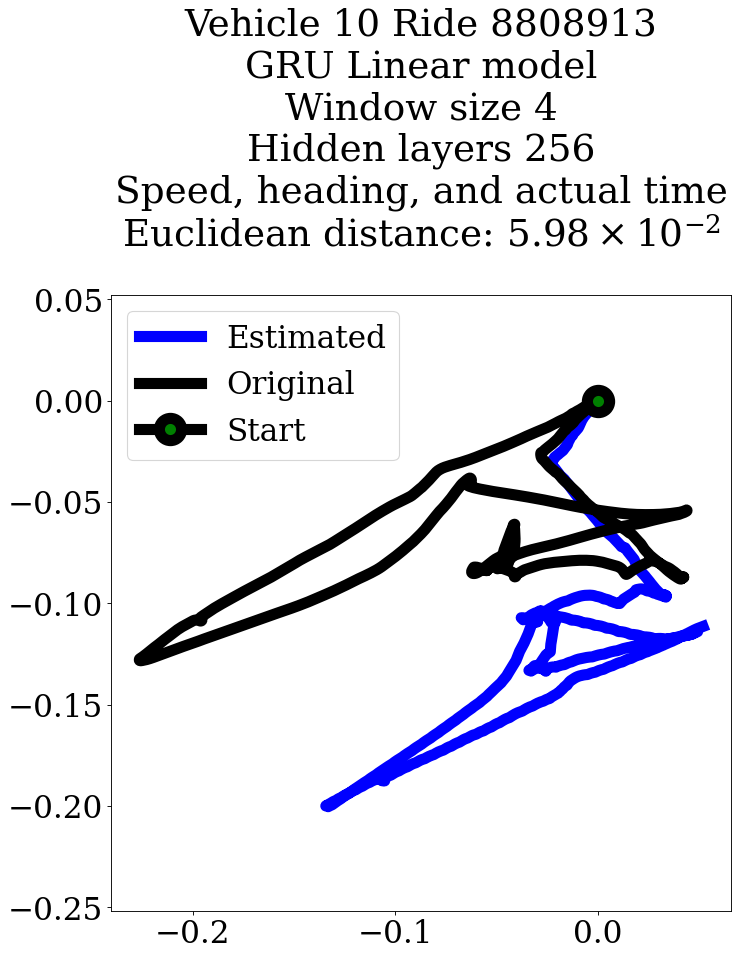 Vehicle 10 Ride 8808913
GRU Linear model
Window size 4
Hidden layers 256
Speed, heading, and actual time
Euclidean distance: 5.98 × 10⁻²
0.05
Estimated
Original
Start
0.00
−0.05
−0.10
−0.15
−0.20
−0.25
−0.2
−0.1
0.0